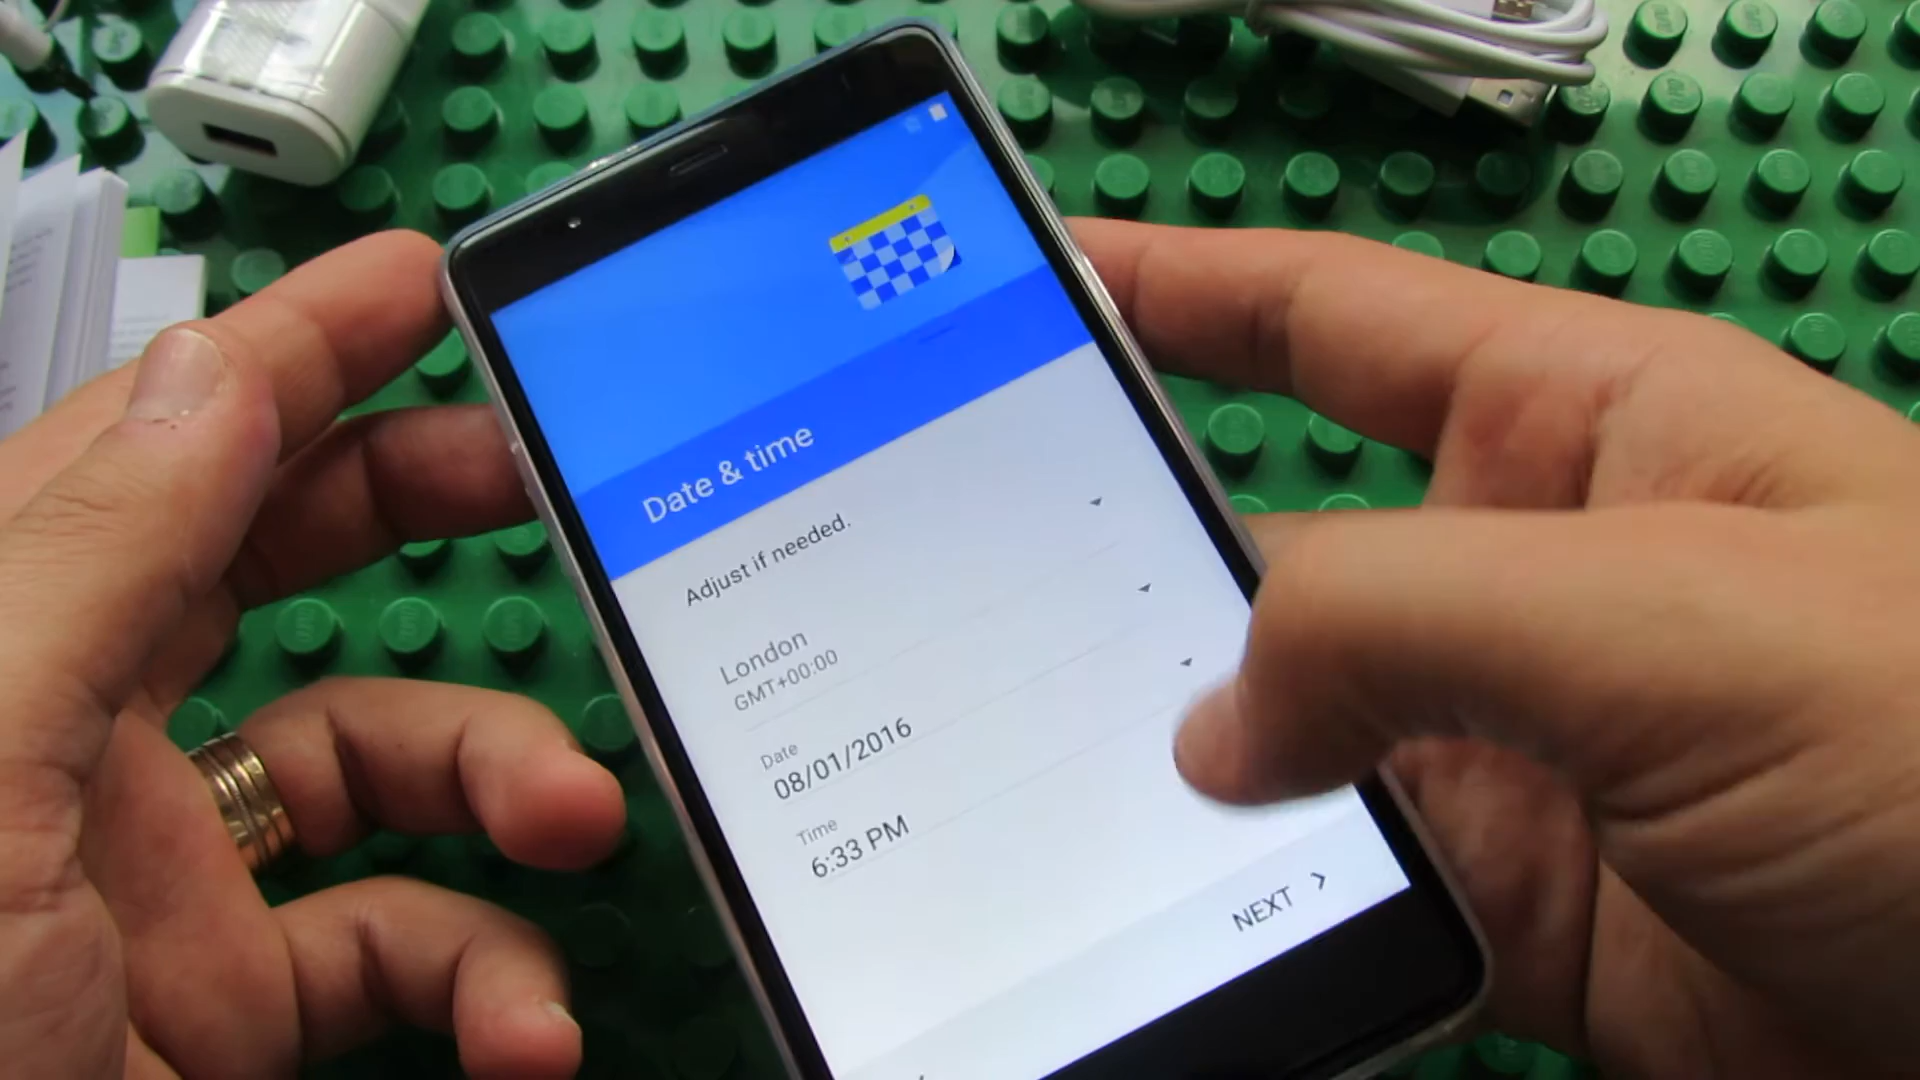 Date & time
Adjust if needed.
London
GMT+00:00
Date
08/01/2016
Time
6:33 PM
NEXT